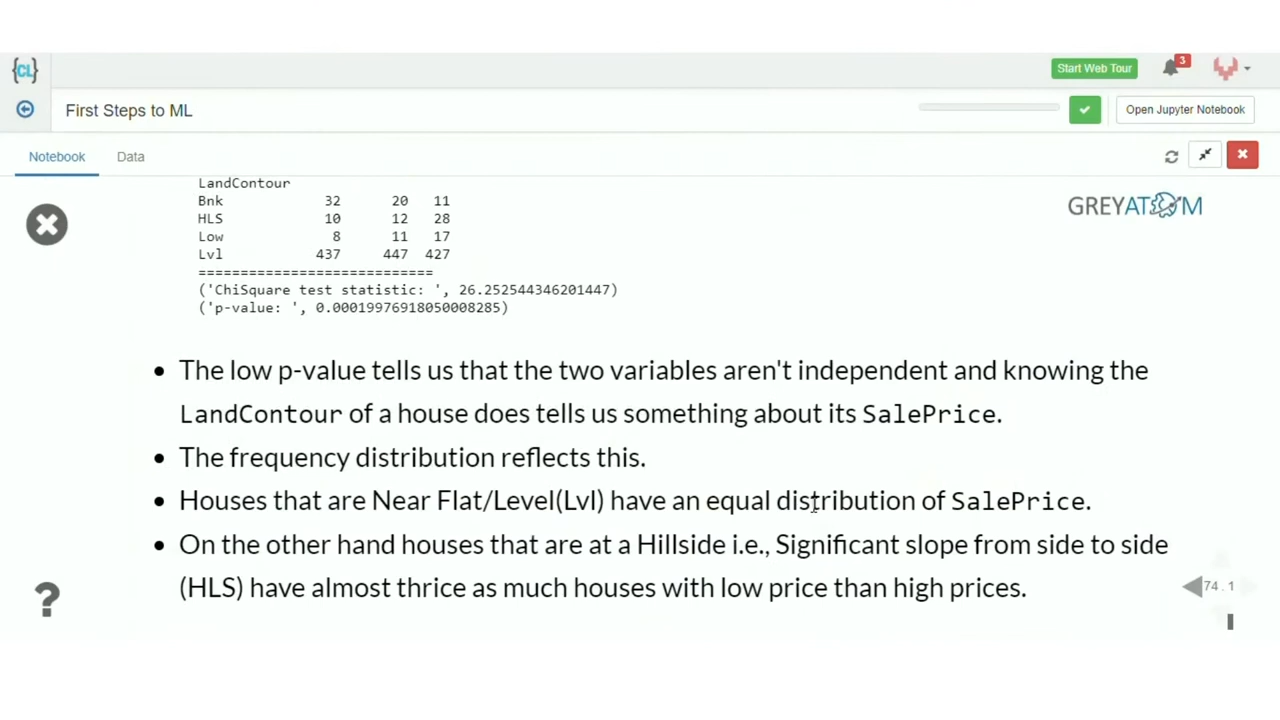 {CL}
Start Web Tour
3
First Steps to ML
Open Jupyter Notebook
Notebook Data
GREYATOM
LandContour
Bnk 32 20 11
HLS 10 12 28
Low 8 11 17
Lvl 437 447 427
============================
('ChiSquare test statistic: ', 26.252544346201447)
('p-value: ', 0.00019976918050008285)
• The low p-value tells us that the two variables aren't independent and knowing the
LandContour of a house does tells us something about its SalePrice.
• The frequency distribution reflects this.
• Houses that are Near Flat/Level(Lvl) have an equal distribution of SalePrice.
• On the other hand houses that are at a Hillside i.e., Significant slope from side to side
(HLS) have almost thrice as much houses with low price than high prices.
?
74.1